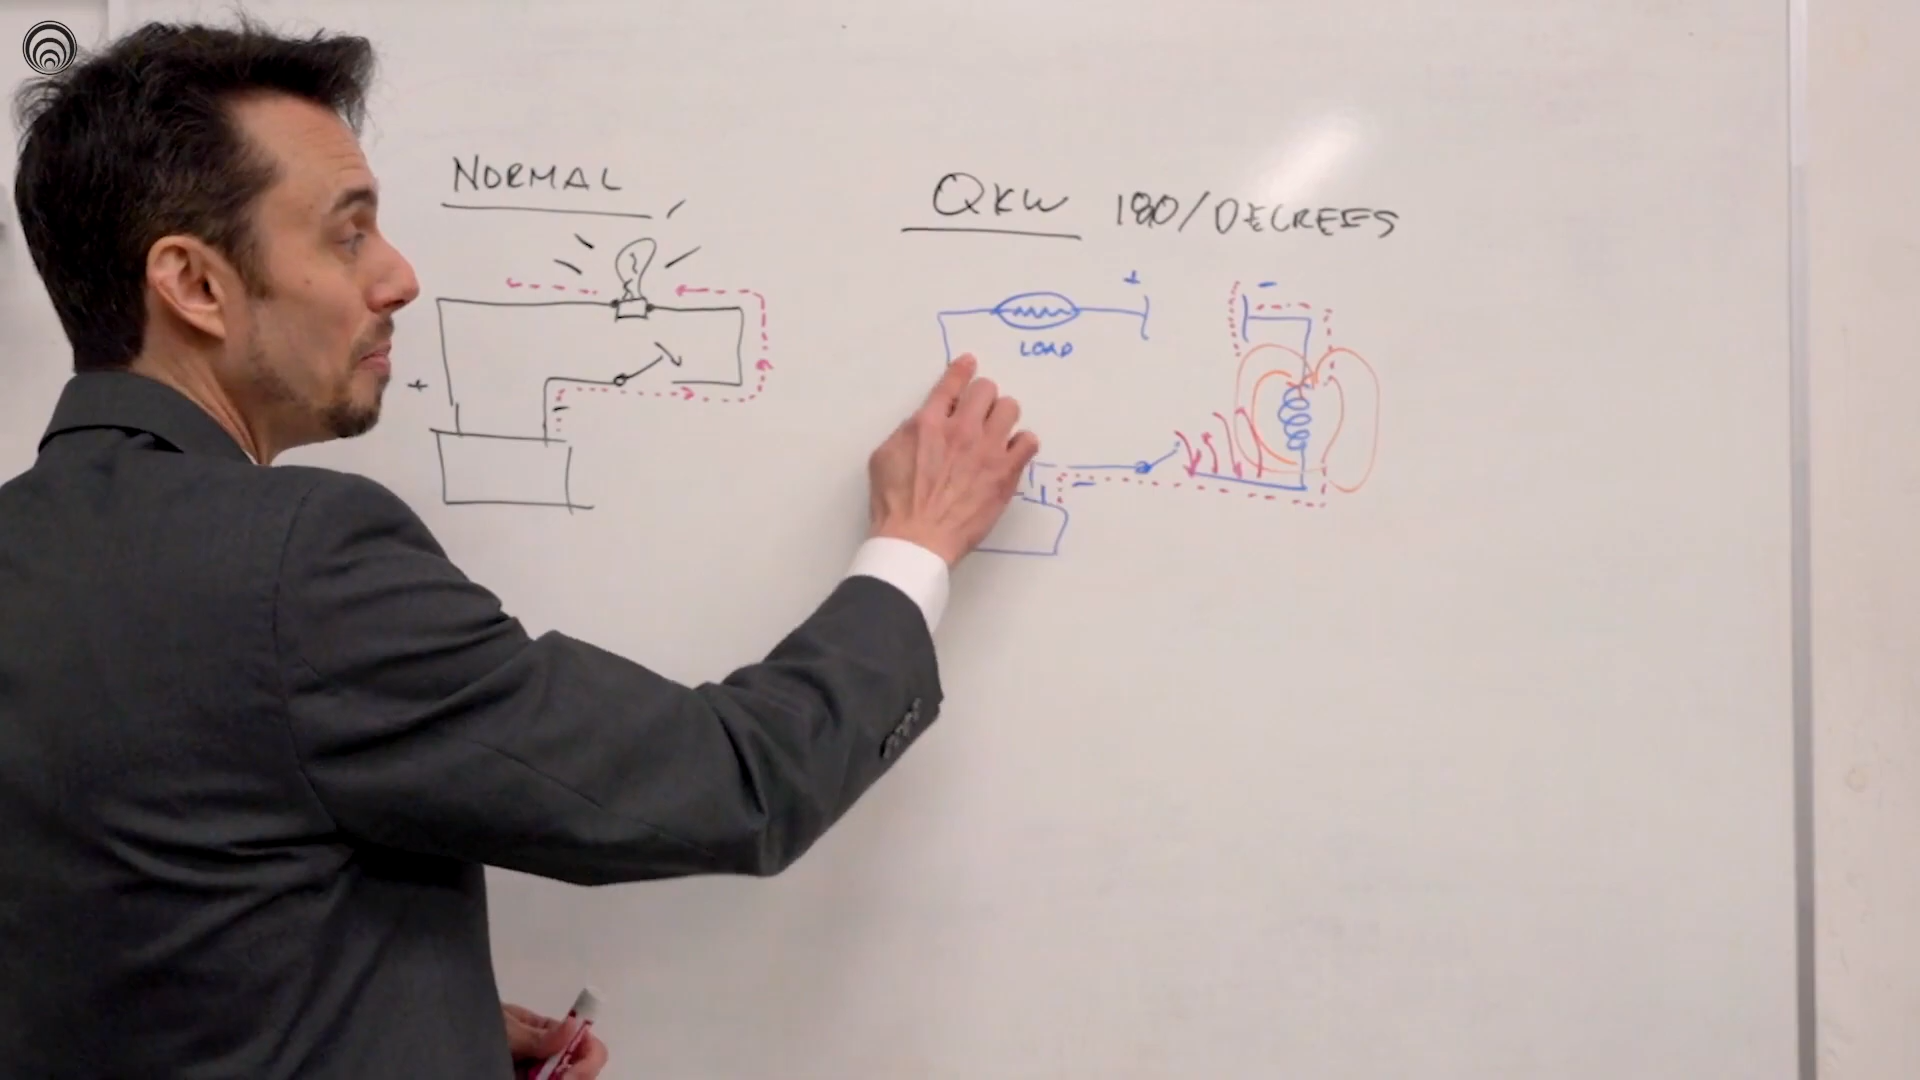 NORMAL
QKW 180/DEGREES
+ -
LOAD
+
-
-